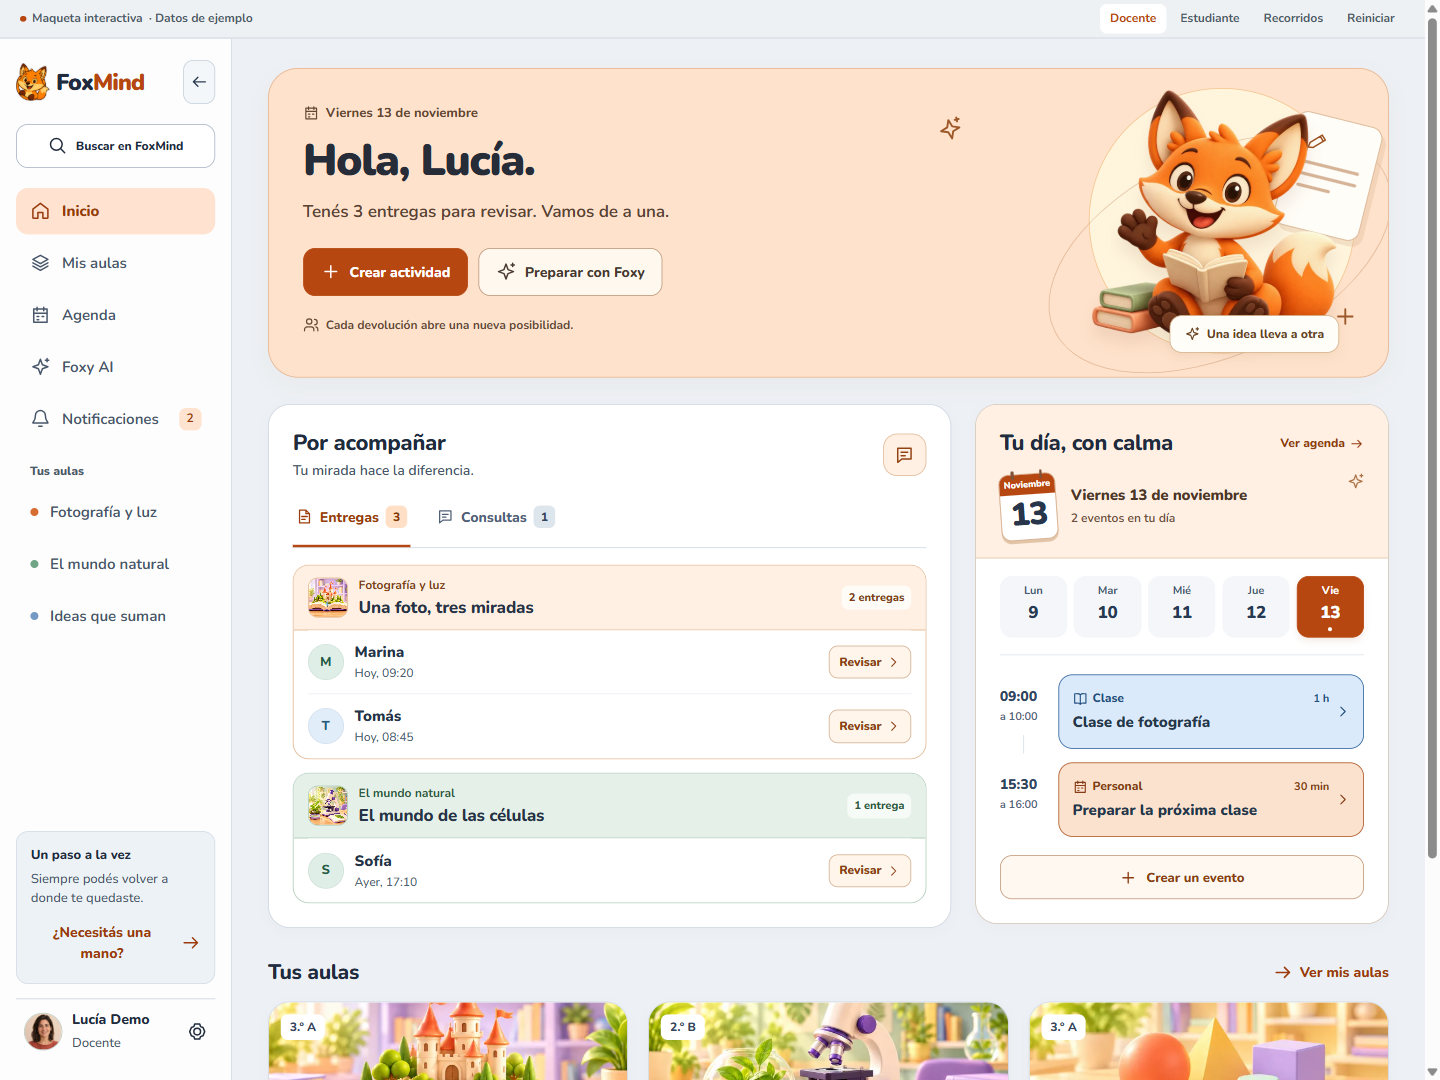 Maqueta interactiva · Datos de ejemplo
Docente
Estudiante
Recorridos
Reiniciar
FoxMind
Buscar en FoxMind
Inicio
Mis aulas
Agenda
Foxy AI
Notificaciones 2
Tus aulas
Fotografía y luz
El mundo natural
Ideas que suman
Un paso a la vez
Siempre podés volver a
donde te quedaste.
¿Necesitás una
mano?
Lucía Demo
Docente
Viernes 13 de noviembre
Hola, Lucía.
Tenés 3 entregas para revisar. Vamos de a una.
Crear actividad
Preparar con Foxy
Cada devolución abre una nueva posibilidad.
Una idea lleva a otra
Por acompañar
Tu mirada hace la diferencia.
Entregas 3
Consultas 1
Fotografía y luz
Una foto, tres miradas
2 entregas
M
Marina
Hoy, 09:20
Revisar
T
Tomás
Hoy, 08:45
Revisar
El mundo natural
El mundo de las células
1 entrega
S
Sofía
Ayer, 17:10
Revisar
Tu día, con calma
Ver agenda
Noviembre
13
Viernes 13 de noviembre
2 eventos en tu día
Lun
9
Mar
10
Mié
11
Jue
12
Vie
13
09:00
a 10:00
Clase
1 h
Clase de fotografía
15:30
a 16:00
Personal
30 min
Preparar la próxima clase
Crear un evento
Tus aulas
Ver mis aulas
3.º A
2.º B
3.º A